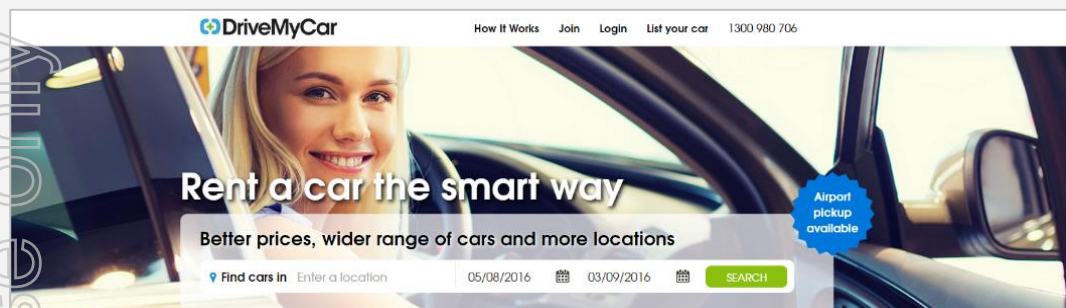 DriveMyCar
How It Works Join Login List your car 1300 980 706
Rent a car the smart way
Airport
pickup
available
Better prices, wider range of cars and more locations
Find cars in Enter a location 05/08/2016 03/09/2016 SEARCH